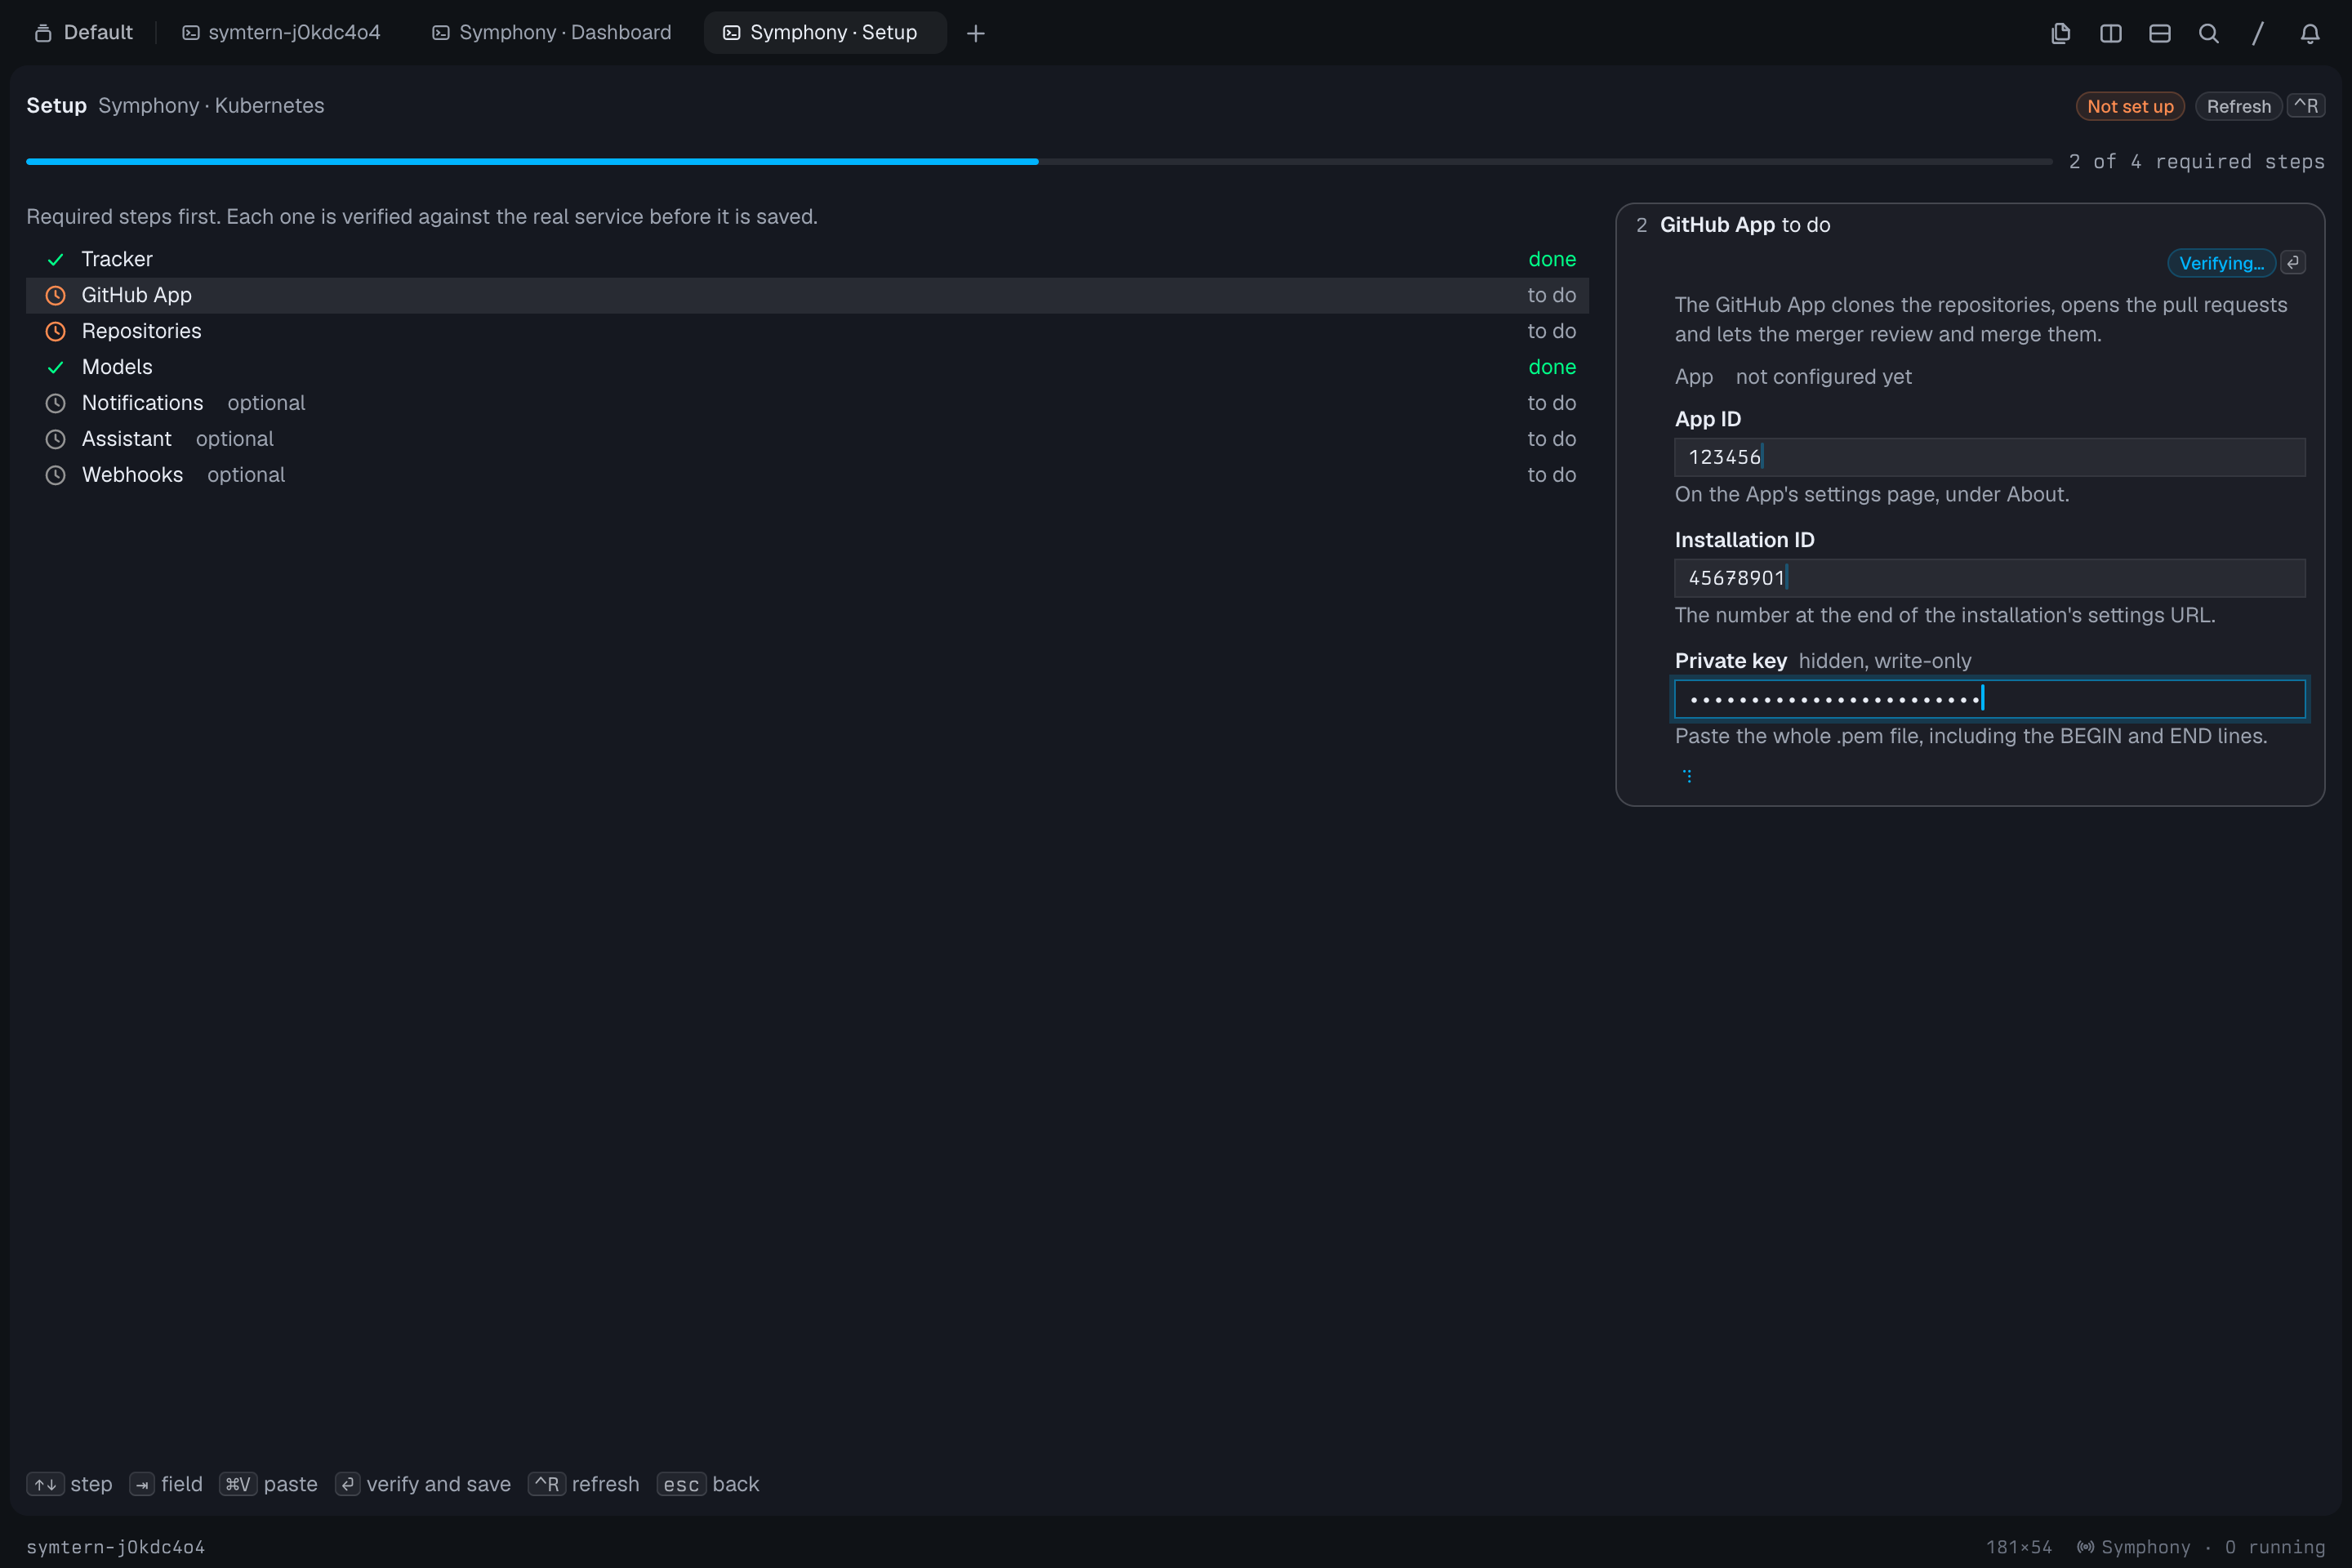 Default symtern-j0kdc4o4 Symphony · Dashboard Symphony · Setup
Setup Symphony · Kubernetes Not set up Refresh ^R
2 of 4 required steps
Required steps first. Each one is verified against the real service before it is saved.
Tracker done
GitHub App to do
Repositories to do
Models done
Notifications optional to do
Assistant optional to do
Webhooks optional to do
2 GitHub App to do
Verifying…
The GitHub App clones the repositories, opens the pull requests
and lets the merger review and merge them.
App not configured yet
App ID
123456
On the App's settings page, under About.
Installation ID
45678901
The number at the end of the installation's settings URL.
Private key hidden, write-only
••••••••••••••••••••••••
Paste the whole .pem file, including the BEGIN and END lines.
↑↓ step ⇥ field ⌘V paste ↵ verify and save ^R refresh esc back
symtern-j0kdc4o4 181×54 Symphony · 0 running